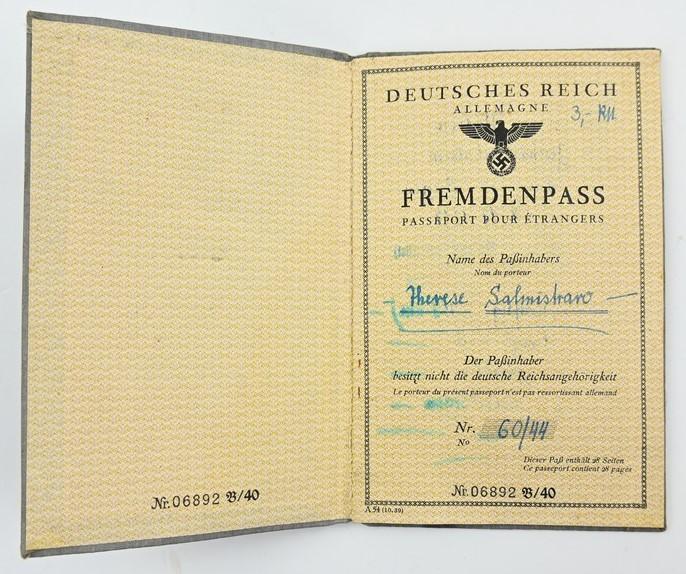 Nr. 06892 B/40
DEUTSCHES REICH
ALLEMAGNE
3,- RM
FREMDENPASS
PASSEPORT POUR ÉTRANGERS
Name des Paßinhabers
Nom du porteur
Therese Salmistraro
Der Paßinhaber
besitzt nicht die deutsche Reichsangehörigkeit
Le porteur du présent passeport n'est pas ressortissant allemand
Nr. 60/44
No
Dieser Paß enthält 28 Seiten
Ce passeport contient 28 pages
Nr. 06892 B/40
A 54 (10.39)